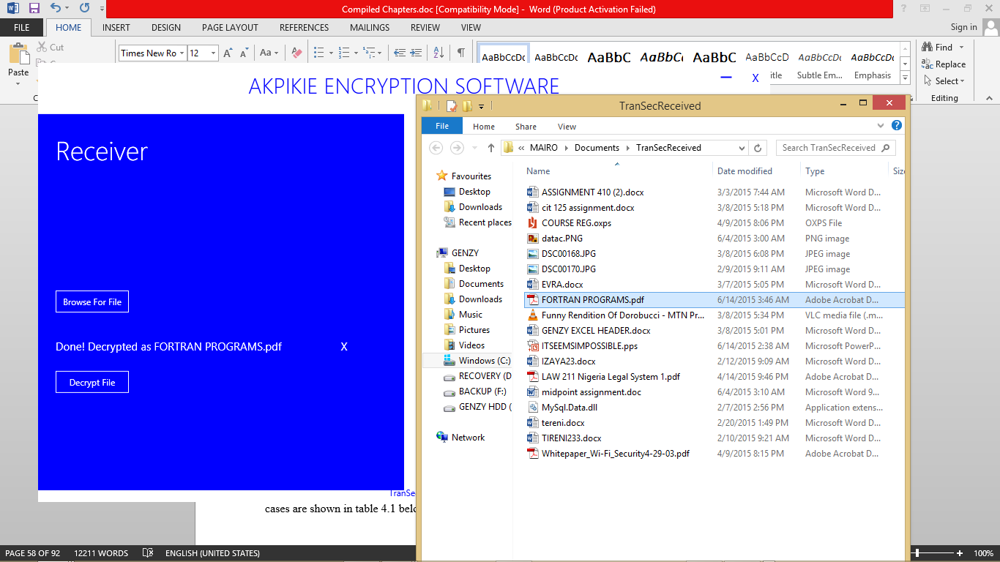 Compiled Chapters.doc [Compatibility Mode] - Word (Product Activation Failed)
FILE HOME INSERT DESIGN PAGE LAYOUT REFERENCES MAILINGS REVIEW VIEW Sign in
Cut
Times New Ro 12 Aa
Paste
AaBbCcDc AaBbCcDc AaBbC AaBbCc AaBbC AaBbCcD AaBbCcDc AaBbCcDc
Subtle Em... Emphasis
Find
Replace
Select
Editing
AKPIKIE ENCRYPTION SOFTWARE
X
Receiver
Browse For File
Done! Decrypted as FORTRAN PROGRAMS.pdf X
Decrypt File
TranSec
cases are shown in table 4.1 belo
TranSecReceived
File Home Share View
« MAIRO Documents TranSecReceived
Search TranSecReceived
Favourites
Desktop
Downloads
Recent places
GENZY
Desktop
Documents
Downloads
Music
Pictures
Videos
Windows (C:)
RECOVERY (D
BACKUP (F:)
GENZY HDD (
Network
Name Date modified Type Size
ASSIGNMENT 410 (2).docx 3/3/2015 7:44 AM Microsoft Word D...
cit 125 assignment.docx 3/8/2015 5:18 PM Microsoft Word D...
COURSE REG.oxps 4/9/2015 8:06 PM OXPS File
datac.PNG 6/4/2015 3:00 AM PNG image
DSC00168.JPG 3/8/2015 6:08 PM JPEG image
DSC00170.JPG 2/9/2015 9:11 AM JPEG image
EVRA.docx 3/7/2015 5:05 PM Microsoft Word D...
FORTRAN PROGRAMS.pdf 6/14/2015 3:46 AM Adobe Acrobat D...
Funny Rendition Of Dorobucci - MTN Pr... 3/8/2015 5:34 PM VLC media file (.m...
GENZY EXCEL HEADER.docx 3/8/2015 5:01 PM Microsoft Word D...
ITSEEMSIMPOSSIBLE.pps 6/14/2015 2:38 AM Microsoft PowerP...
IZAYA23.docx 2/12/2015 9:09 AM Microsoft Word D...
LAW 211 Nigeria Legal System 1.pdf 4/14/2015 9:46 PM Adobe Acrobat D...
midpoint assignment.doc 6/4/2015 3:10 AM Microsoft Word 9...
MySql.Data.dll 2/7/2015 2:56 PM Application extens...
tereni.docx 2/20/2015 1:49 PM Microsoft Word D...
TIRENI233.docx 2/10/2015 9:21 AM Microsoft Word D...
Whitepaper_Wi-Fi_Security4-29-03.pdf 4/9/2015 8:15 PM Adobe Acrobat D...
PAGE 58 OF 92 12211 WORDS ENGLISH (UNITED STATES) 100%